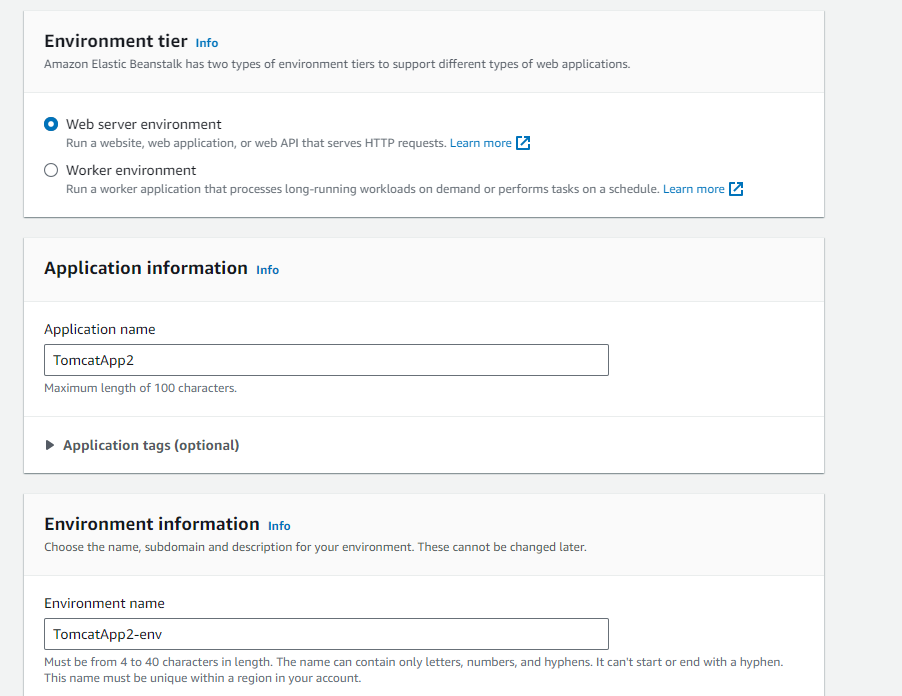 Environment tier Info
Amazon Elastic Beanstalk has two types of environment tiers to support different types of web applications.
Web server environment
Run a website, web application, or web API that serves HTTP requests. Learn more
Worker environment
Run a worker application that processes long-running workloads on demand or performs tasks on a schedule. Learn more
Application information Info
Application name
TomcatApp2
Maximum length of 100 characters.
Application tags (optional)
Environment information Info
Choose the name, subdomain and description for your environment. These cannot be changed later.
Environment name
TomcatApp2-env
Must be from 4 to 40 characters in length. The name can contain only letters, numbers, and hyphens. It can't start or end with a hyphen.
This name must be unique within a region in your account.